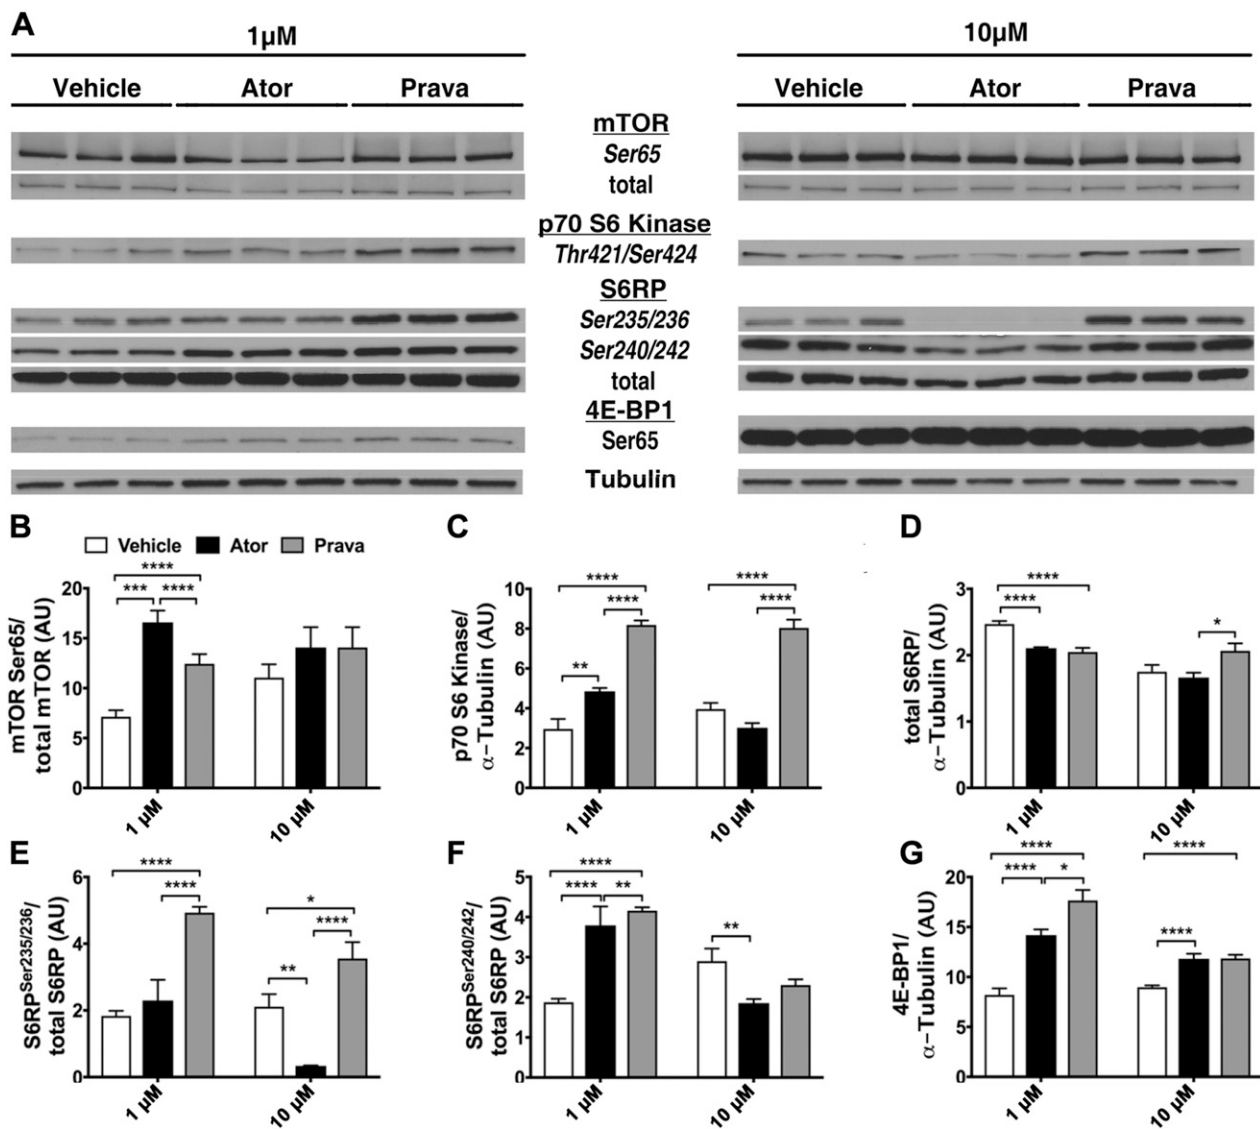 A
1µM
10µM
Vehicle Ator Prava
Vehicle Ator Prava
mTOR
Ser65
total
p70 S6 Kinase
Thr421/Ser424
S6RP
Ser235/236
Ser240/242
total
4E-BP1
Ser65
Tubulin
B
Vehicle Ator Prava
mTOR Ser65/
total mTOR (AU)
20
15
10
5
0
****
*** ****
1 µM
10 µM
C
p70 S6 Kinase/
α-Tubulin (AU)
10
8
6
4
2
0
****
****
**
****
****
1 µM
10 µM
D
total S6RP/
α-Tubulin (AU)
3
2
1
0
****
****
*
1 µM
10 µM
E
S6RPSer235/236/
total S6RP (AU)
6
4
2
0
****
****
*
****
**
1 µM
10 µM
F
S6RPSer240/242/
total S6RP (AU)
5
4
3
2
1
0
****
**** **
**
1 µM
10 µM
G
4E-BP1/
α-Tubulin (AU)
20
15
10
5
0
****
**** *
****
****
1 µM
10 µM